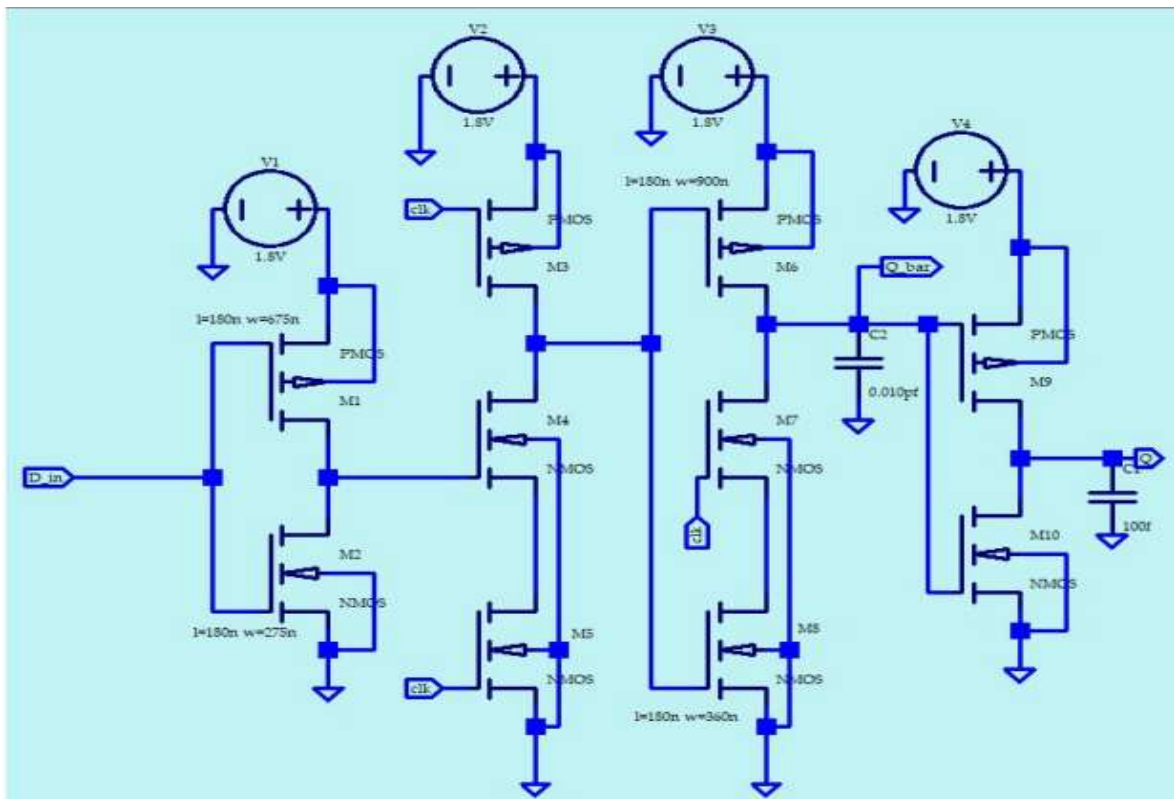 V2
1.8V
V3
1.8V
V4
1.8V
V1
1.8V
clk
PMOS
M3
l=180n w=900n
PMOS
M6
Q_bar
l=180n w=675n
PMOS
M1
C2
0.010pf
PMOS
M9
M4
NMOS
M7
NMOS
D_in
clk
Q
C1
100f
M2
NMOS
l=180n w=275n
M10
NMOS
M5
NMOS
clk
M8
NMOS
l=180n w=360n